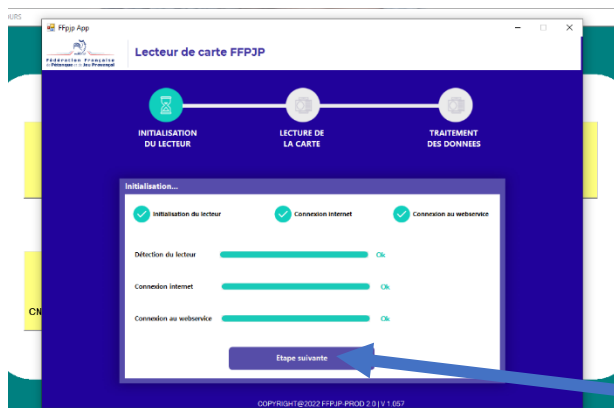 OURS
FFpjp App
Fédération Française
de Pétanque et de Jeu Provençal
Lecteur de carte FFPJP
INITIALISATION
DU LECTEUR
LECTURE DE
LA CARTE
TRAITEMENT
DES DONNEES
Initialisation...
Initialisation du lecteur
Connexion internet
Connexion au webservice
Détection du lecteur
Ok
Connexion internet
Ok
Connexion au webservice
Ok
CN
Etape suivante
COPYRIGHT@2022 FFPJP-PROD 2.0 | V 1.057